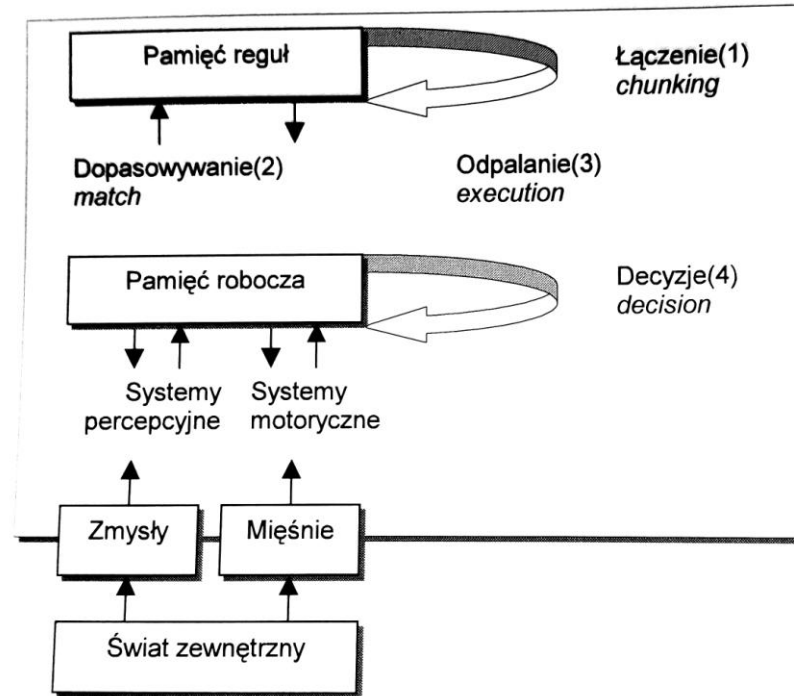 Pamięć reguł
Łączenie(1)
chunking
Dopasowywanie(2)
match
Odpalanie(3)
execution
Pamięć robocza
Decyzje(4)
decision
Systemy
percepcyjne
Systemy
motoryczne
Zmysły
Mięśnie
Świat zewnętrzny